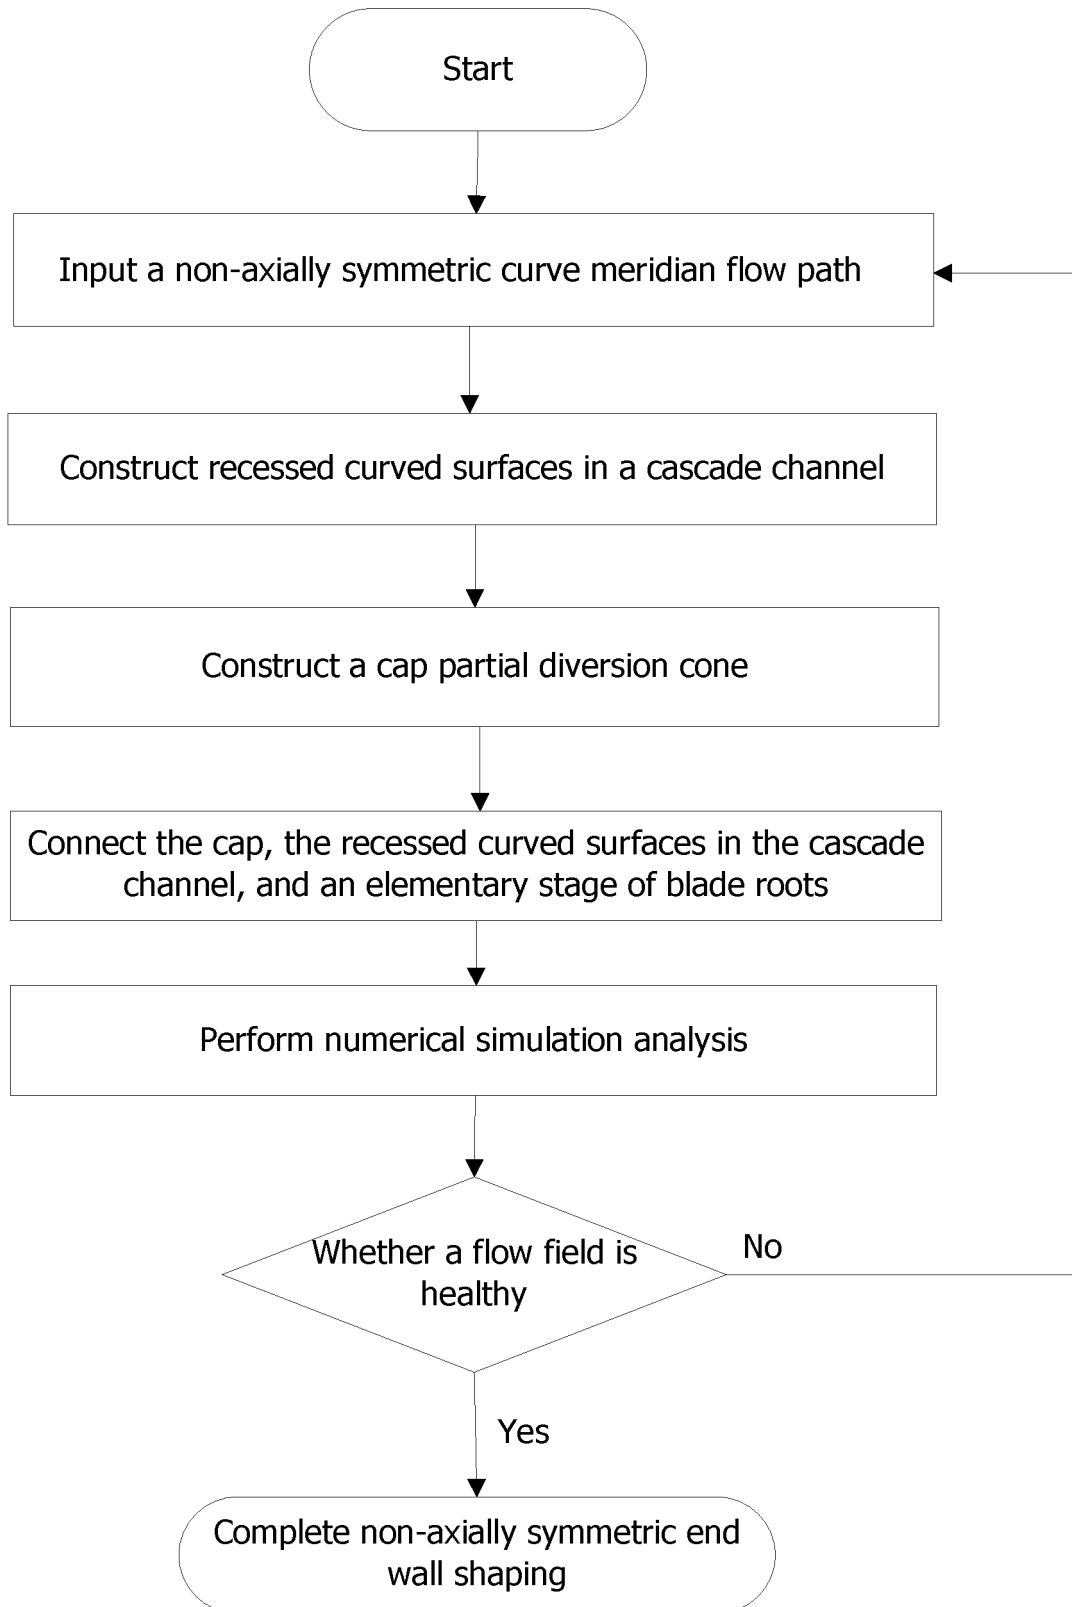 Start
Input a non-axially symmetric curve meridian flow path
Construct recessed curved surfaces in a cascade channel
Construct a cap partial diversion cone
Connect the cap, the recessed curved surfaces in the cascade
channel, and an elementary stage of blade roots
Perform numerical simulation analysis
Whether a flow field is
healthy
No
Yes
Complete non-axially symmetric end
wall shaping